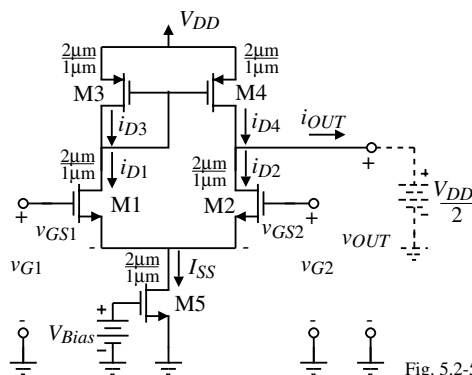 V_DD
2μm
1μm
2μm
1μm
M3
M4
i_D3
i_D4
i_OUT
+
2μm
1μm
i_D1
2μm
1μm
i_D2
+
+
M1
M2
+
+
V_DD
2
-
v_GS1
-
-
v_GS2
v_OUT
v_G1
2μm
1μm
I_SS
v_G2
+
M5
V_Bias
-
-
-
-
Fig. 5.2-5